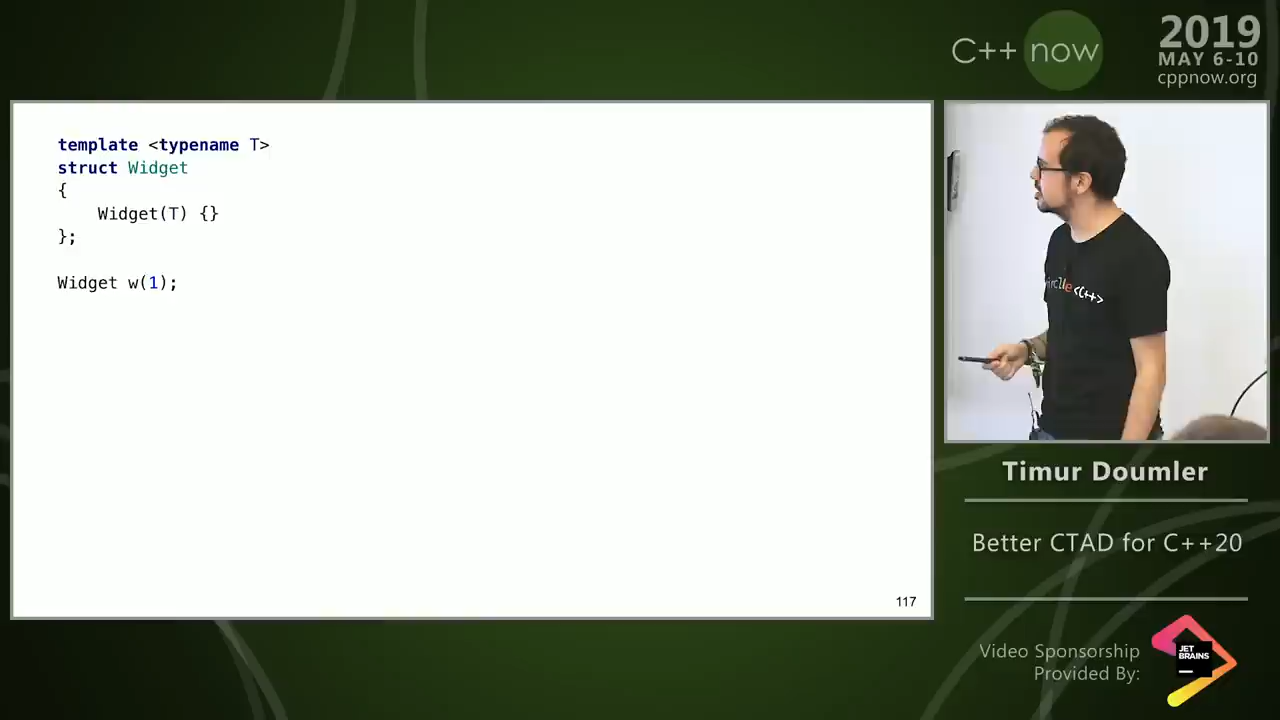 C++ now
2019
MAY 6-10
cppnow.org
template <typename T>
struct Widget
{
    Widget(T) {}
};
Widget w(1);
117
<C++>
Timur Doumler
Better CTAD for C++20
Video Sponsorship
Provided By:
JET
BRAINS